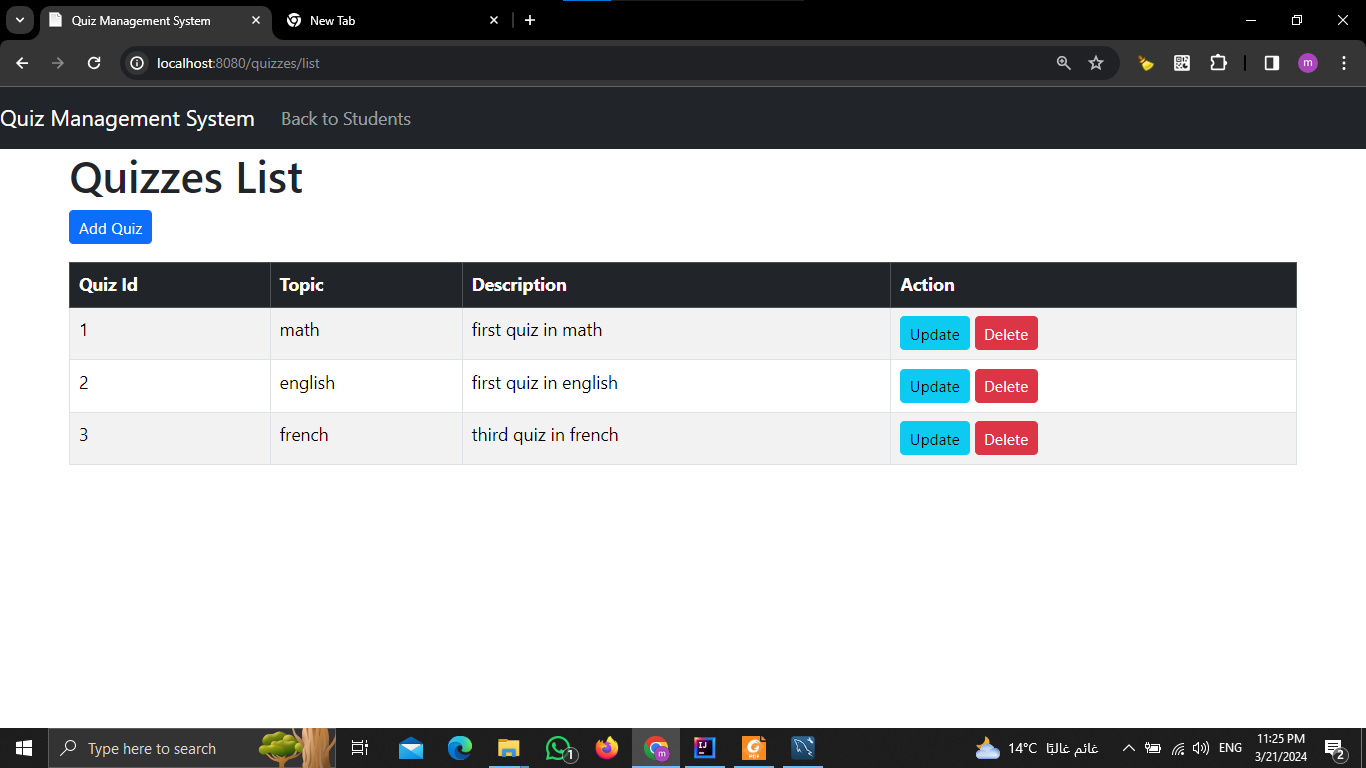 Quiz Management System
New Tab
localhost:8080/quizzes/list
m
Quiz Management System Back to Students
Quizzes List
Add Quiz
Quiz Id Topic Description Action
1 math first quiz in math Update Delete
2 english first quiz in english Update Delete
3 french third quiz in french Update Delete
Type here to search
1
m
IJ
PDF
14°C غائم غالبًا
ENG
11:25 PM
3/21/2024
2